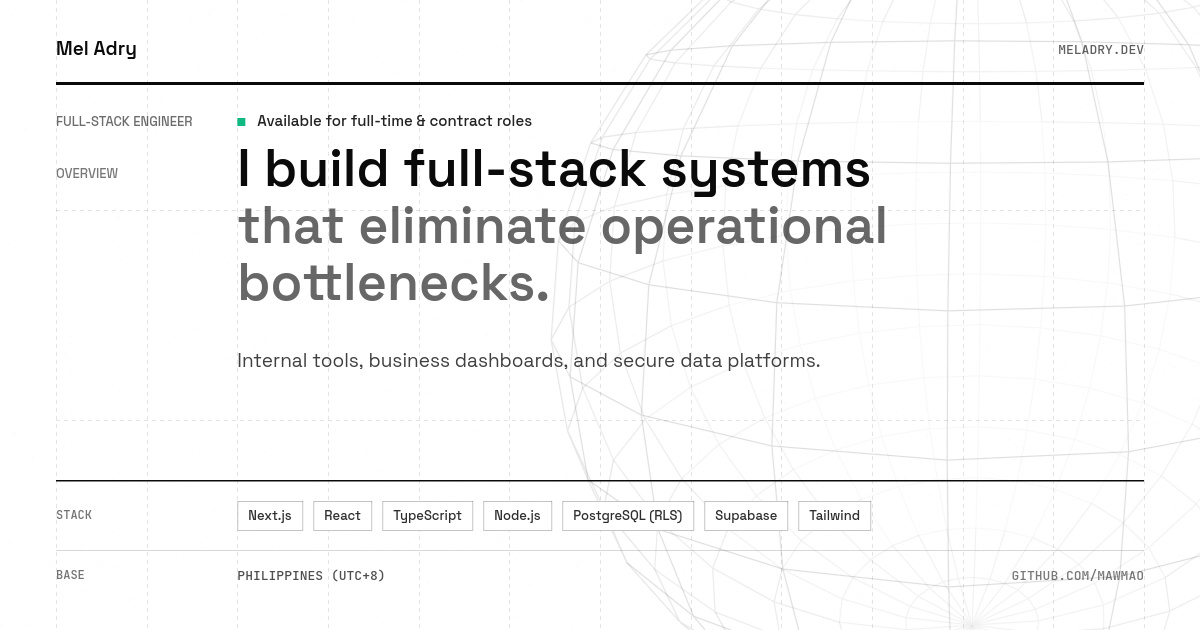 Mel Adry
MELADRY.DEV
FULL-STACK ENGINEER
Available for full-time & contract roles
OVERVIEW
I build full-stack systems
that eliminate operational
bottlenecks.
Internal tools, business dashboards, and secure data platforms.
STACK
Next.js React TypeScript Node.js PostgreSQL (RLS) Supabase Tailwind
BASE
PHILIPPINES (UTC+8)
GITHUB.COM/MAWMAO